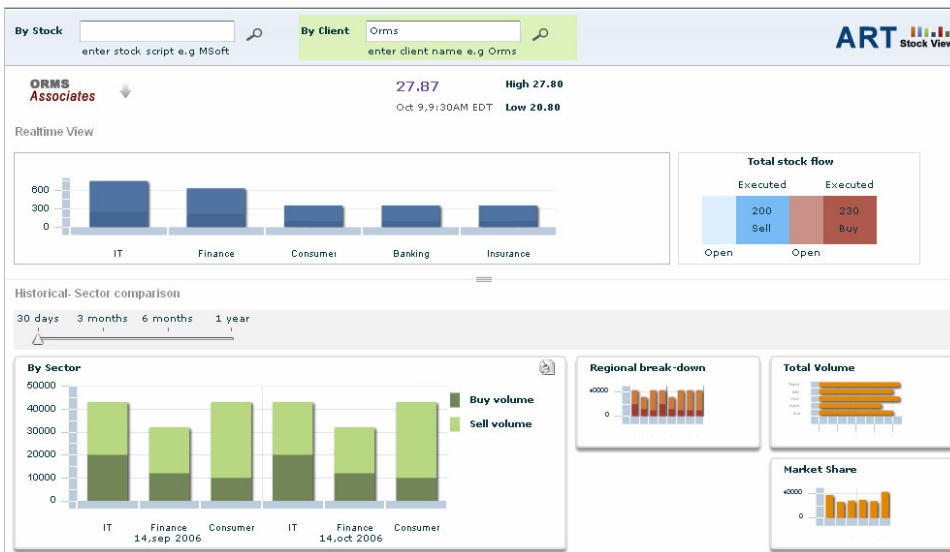 By Stock
enter stock script e.g MSoft
By Client Orms
enter client name e.g Orms
ART Stock View
ORMS
Associates
27.87 High 27.80
Oct 9,9:30AM EDT Low 20.80
Realtime View
600
300
0
IT Finance Consumer Banking Insurance
Total stock flow
Executed Executed
200 230
Sell Buy
Open Open
Historical- Sector comparison
30 days 3 months 6 months 1 year
By Sector
50000
40000
30000
20000
10000
0
Buy volume
Sell volume
IT Finance Consumer IT Finance Consumer
14,sep 2006 14,oct 2006
Regional break-down
40000
0
Total Volume
Market Share
40000
0